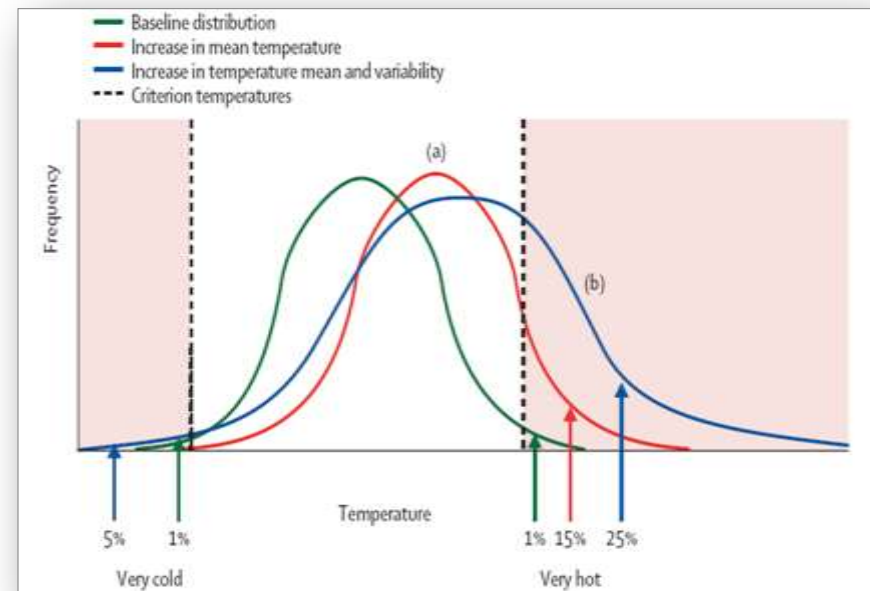 Baseline distribution
Increase in mean temperature
Increase in temperature mean and variability
Criterion temperatures
(a)
Frequency
(b)
Temperature
5% 1% 1% 15% 25%
Very cold Very hot